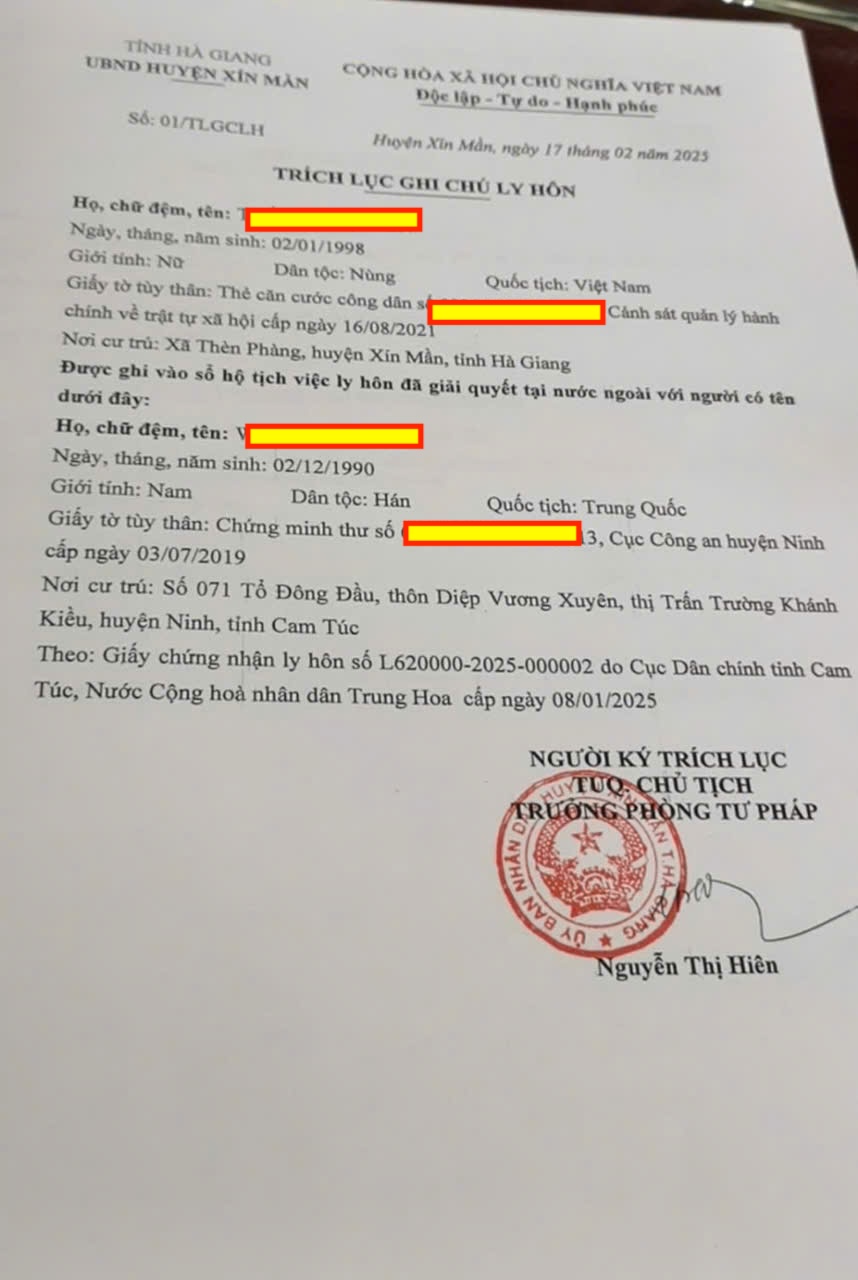 TỈNH HÀ GIANG
UBND HUYỆN XÍN MẦN
CỘNG HÒA XÃ HỘI CHỦ NGHĨA VIỆT NAM
Độc lập - Tự do - Hạnh phúc
Số: 01/TLGCLH
Huyện Xín Mần, ngày 17 tháng 02 năm 2025
TRÍCH LỤC GHI CHÚ LY HÔN
Họ, chữ đệm, tên: T
Ngày, tháng, năm sinh: 02/01/1998
Giới tính: Nữ Dân tộc: Nùng Quốc tịch: Việt Nam
Giấy tờ tùy thân: Thẻ căn cước công dân số Cảnh sát quản lý hành
chính về trật tự xã hội cấp ngày 16/08/2021
Nơi cư trú: Xã Thèn Phàng, huyện Xín Mần, tỉnh Hà Giang
Được ghi vào sổ hộ tịch việc ly hôn đã giải quyết tại nước ngoài với người có tên
dưới đây:
Họ, chữ đệm, tên:
Ngày, tháng, năm sinh: 02/12/1990
Giới tính: Nam Dân tộc: Hán Quốc tịch: Trung Quốc
Giấy tờ tùy thân: Chứng minh thư số 13, Cục Công an huyện Ninh
cấp ngày 03/07/2019
Nơi cư trú: Số 071 Tổ Đông Đầu, thôn Diệp Vương Xuyên, thị Trấn Trường Khánh
Kiều, huyện Ninh, tỉnh Cam Túc
Theo: Giấy chứng nhận ly hôn số L620000-2025-000002 do Cục Dân chính tỉnh Cam
Túc, Nước Cộng hoà nhân dân Trung Hoa cấp ngày 08/01/2025
NGƯỜI KÝ TRÍCH LỤC
TUQ. CHỦ TỊCH
TRƯỞNG PHÒNG TƯ PHÁP
ỦY BAN NHÂN DÂN HUYỆN XÍN MẦN T.HÀ GIANG
Nguyễn Thị Hiên